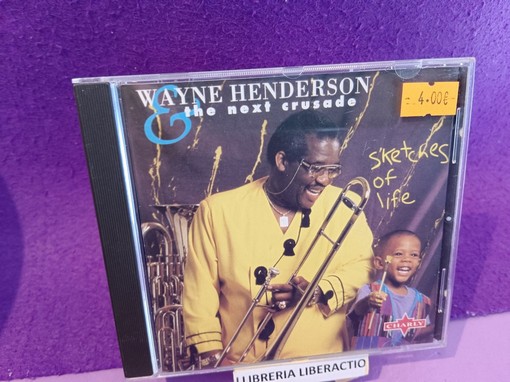 WAYNE HENDERSON
& the next crusade
4.00€
sketches
of
life
CHARLY
LLIBRERIA LIBERACTIO